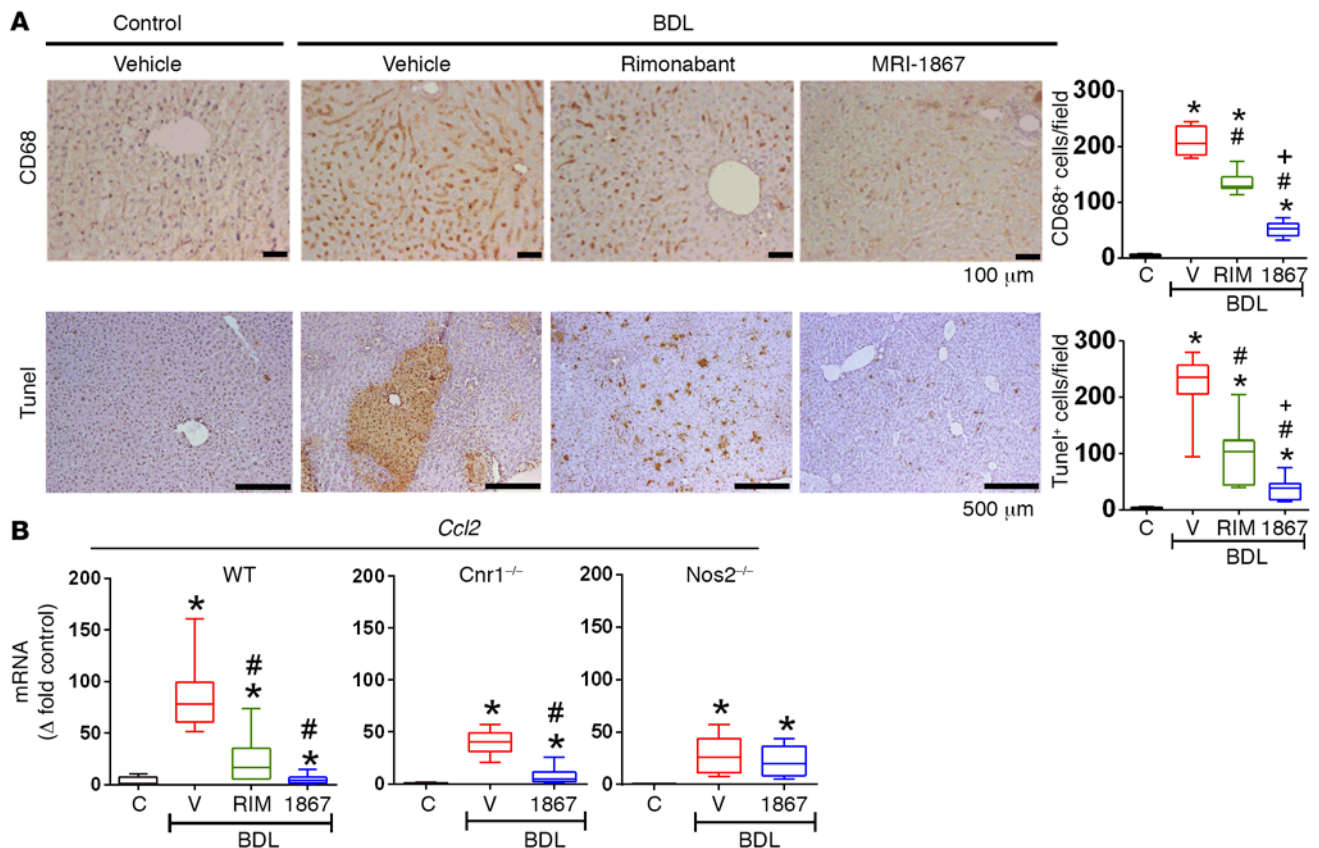 A
Control
BDL
Vehicle
Vehicle
Rimonabant
MRI-1867
CD68
100 μm
CD68⁺ cells/field
300
200
100
0
*
* #
+ # *
C V RIM 1867
BDL
Tunel
500 μm
Tunel⁺ cells/field
300
200
100
0
*
# *
+ # *
C V RIM 1867
BDL
B
Ccl2
mRNA
(Δ fold control)
WT
200
150
100
50
0
*
# *
# *
C V RIM 1867
BDL
Cnr1⁻/⁻
200
150
100
50
0
*
# *
C V 1867
BDL
Nos2⁻/⁻
200
150
100
50
0
*
*
C V 1867
BDL